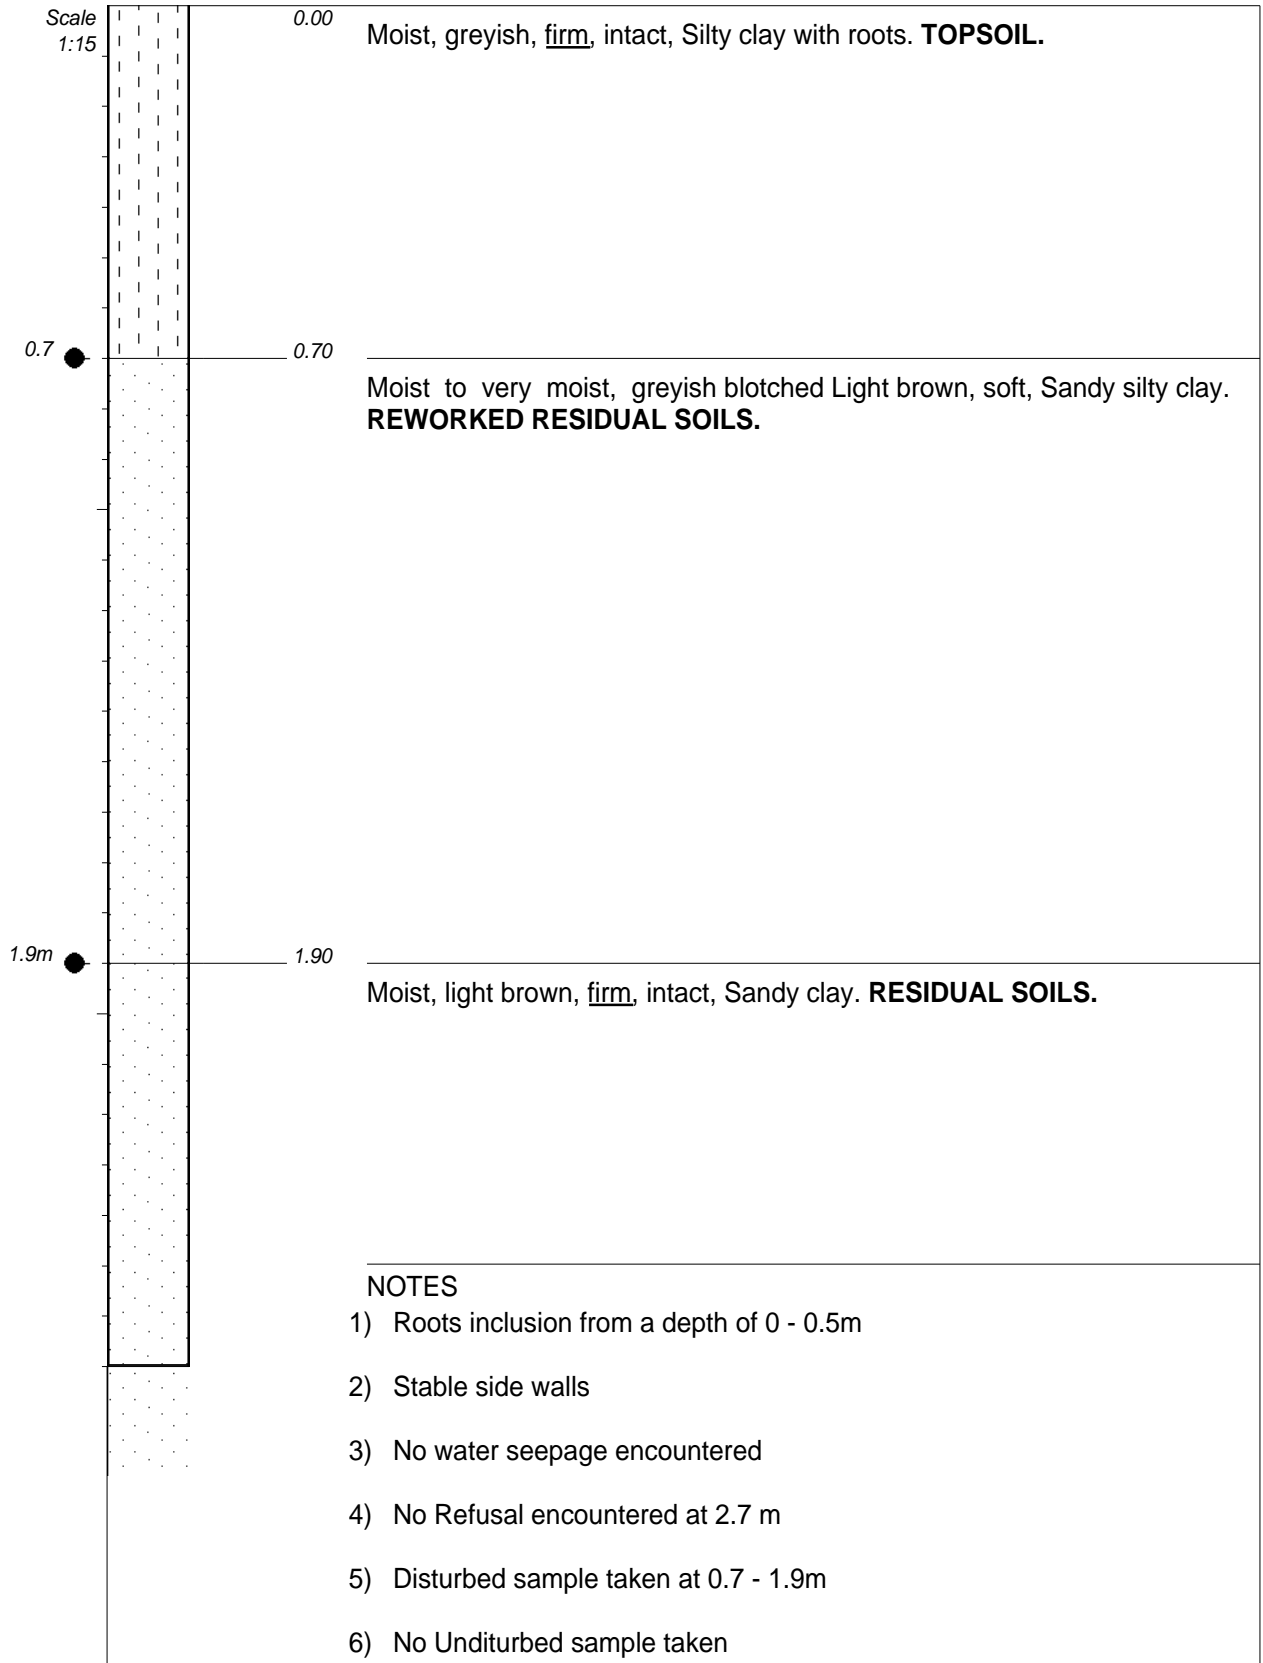 Scale
1:15
0.00
Moist, greyish, firm, intact, Silty clay with roots. TOPSOIL.
0.7
0.70
Moist to very moist, greyish blotched Light brown, soft, Sandy silty clay.
REWORKED RESIDUAL SOILS.
1.9m
1.90
Moist, light brown, firm, intact, Sandy clay. RESIDUAL SOILS.
NOTES
1) Roots inclusion from a depth of 0 - 0.5m
2) Stable side walls
3) No water seepage encountered
4) No Refusal encountered at 2.7 m
5) Disturbed sample taken at 0.7 - 1.9m
6) No Unditurbed sample taken